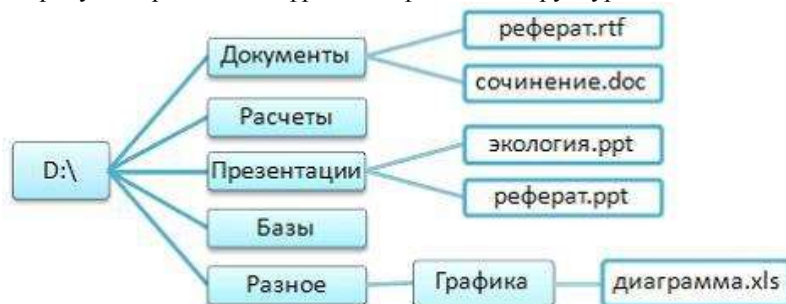 D:\
Документы
Расчеты
Презентации
Базы
Разное
Графика
реферат.rtf
сочинение.doc
экология.ppt
реферат.ppt
диаграмма.xls